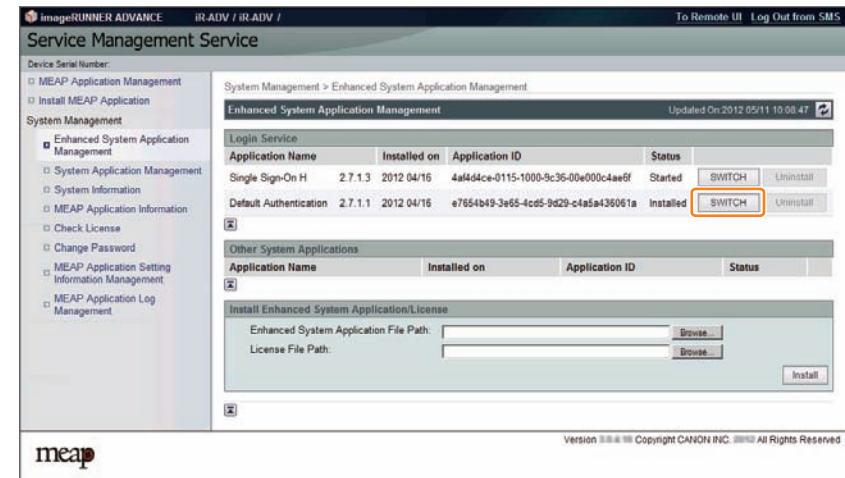 imageRUNNER ADVANCE iR-ADV / iR-ADV / To Remote UI Log Out from SMS
Service Management Service
Device Serial Number:
MEAP Application Management
Install MEAP Application
System Management
Enhanced System Application
Management
System Application Management
System Information
MEAP Application Information
Check License
Change Password
MEAP Application Setting
Information Management
MEAP Application Log
Management
System Management > Enhanced System Application Management
Enhanced System Application Management Updated On:2012 05/11 10:08:47
Login Service
Application Name Installed on Application ID Status
Single Sign-On H 2.7.1.3 2012 04/16 4af4d4ce-0115-1000-9c36-00e000c4ae6f Started SWITCH Uninstall
Default Authentication 2.7.1.1 2012 04/16 e7654b49-3e65-4cd5-9d29-c4a5a436061a Installed SWITCH Uninstall
Other System Applications
Application Name Installed on Application ID Status
Install Enhanced System Application/License
Enhanced System Application File Path: Browse...
License File Path: Browse...
Install
Version Copyright CANON INC. All Rights Reserved
meap